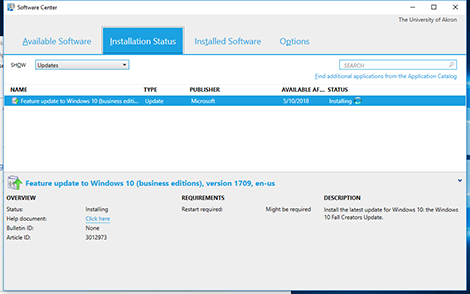 Software Center
The University of Akron
Available Software Installation Status Installed Software Options
SHOW Updates SEARCH
Find additional applications from the Application Catalog
NAME TYPE PUBLISHER AVAILABLE AF... STATUS
Feature update to Windows 10 (business editi... Update Microsoft 5/10/2018 Installing
Feature update to Windows 10 (business editions), version 1709, en-us
OVERVIEW REQUIREMENTS DESCRIPTION
Status: Installing Restart required: Might be required Install the latest update for Windows 10: the Windows
Help document: Click here 10 Fall Creators Update.
Bulletin ID: None
Article ID: 3012973